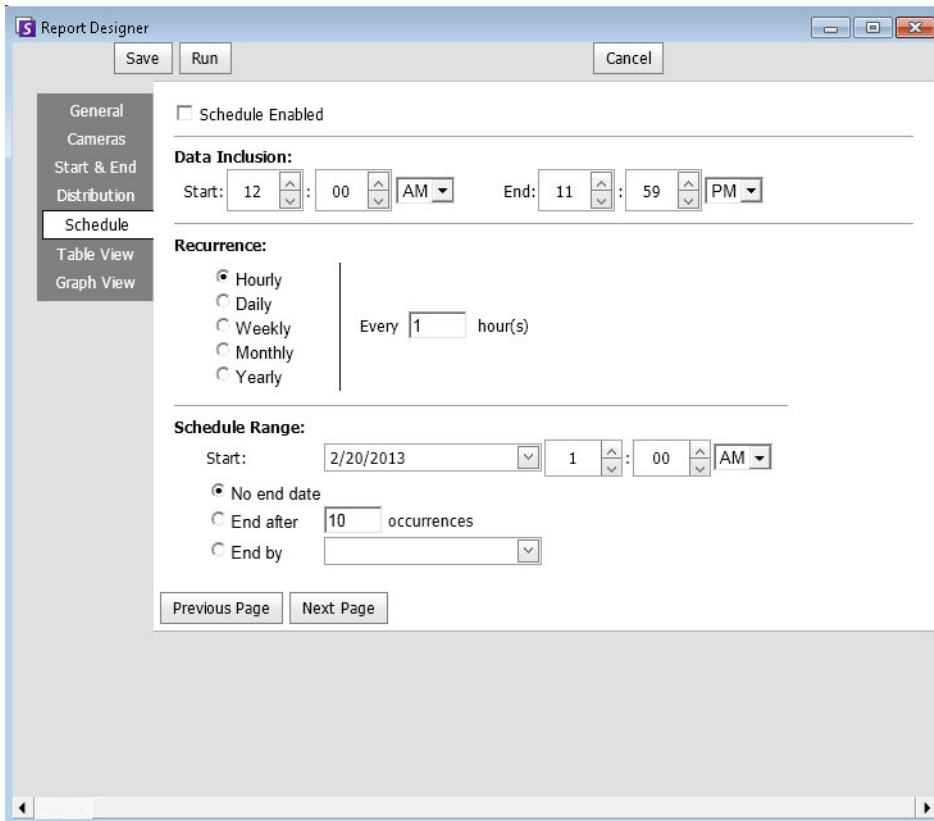 Report Designer
Save Run Cancel
General
Cameras
Start & End
Distribution
Schedule
Table View
Graph View
Schedule Enabled
Data Inclusion:
Start: 12 : 00 AM End: 11 : 59 PM
Recurrence:
Hourly
Daily
Weekly
Monthly
Yearly
Every 1 hour(s)
Schedule Range:
Start: 2/20/2013 1 : 00 AM
No end date
End after 10 occurrences
End by
Previous Page Next Page